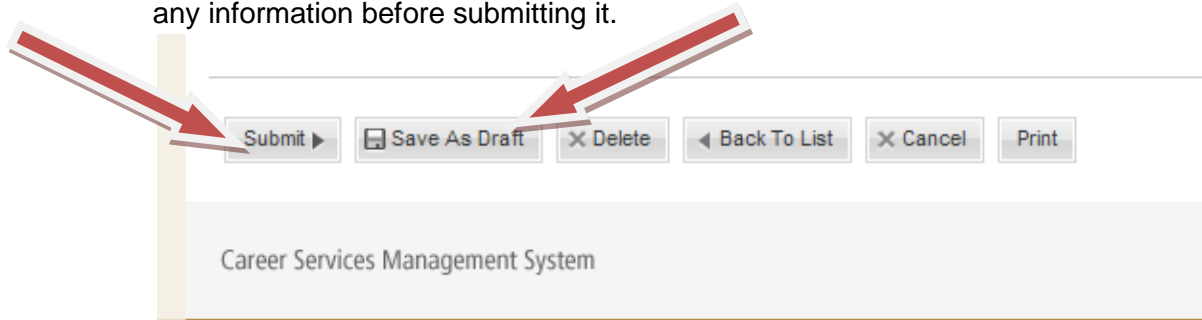 any information before submitting it.
Submit Save As Draft Delete Back To List Cancel Print
Career Services Management System